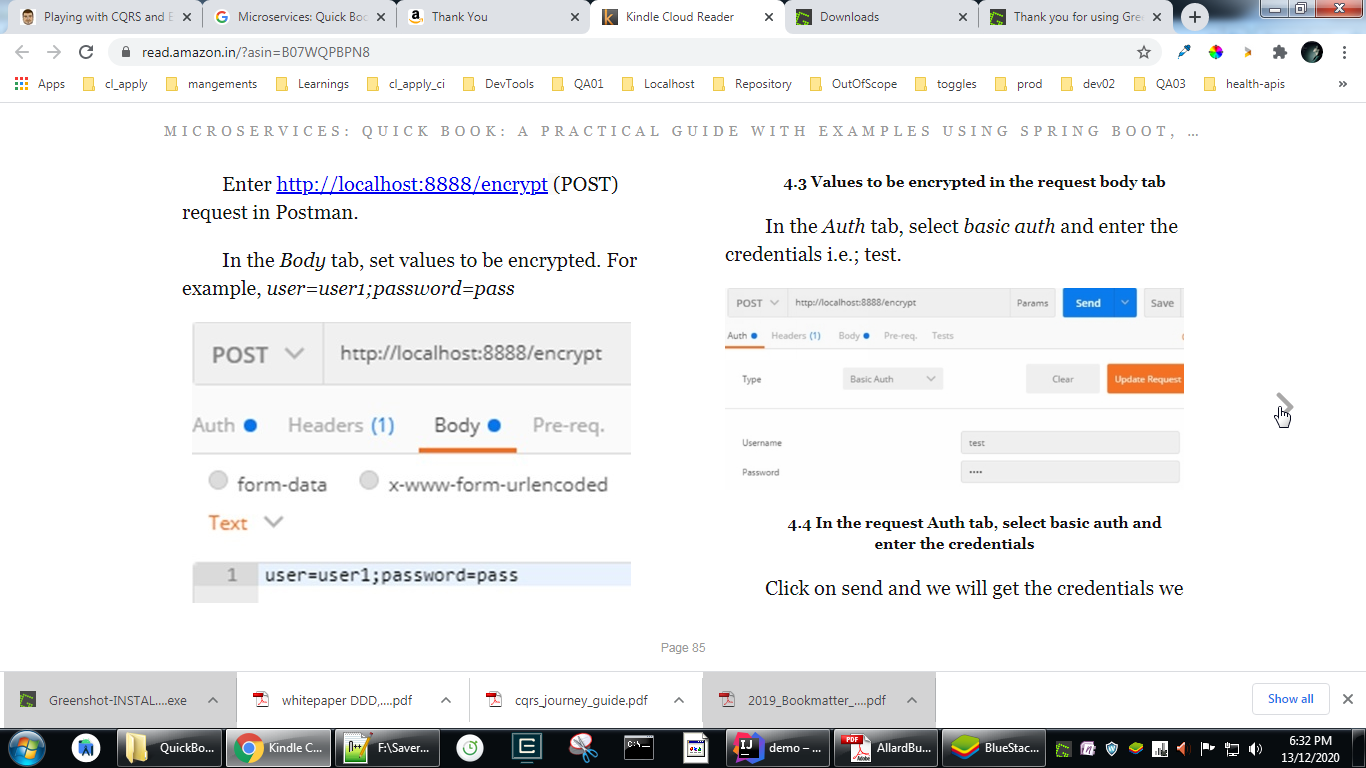 Playing with CQRS and E
Microservices: Quick Boo
Thank You
Kindle Cloud Reader
Downloads
Thank you for using Gre
read.amazon.in/?asin=B07WQPBPN8
Apps
cl_apply
mangements
Learnings
cl_apply_ci
DevTools
QA01
Localhost
Repository
OutOfScope
toggles
prod
dev02
QA03
health-apis
»
MICROSERVICES: QUICK BOOK: A PRACTICAL GUIDE WITH EXAMPLES USING SPRING BOOT, ...
Enter http://localhost:8888/encrypt (POST)
request in Postman.
In the Body tab, set values to be encrypted. For
example, user=user1;password=pass
POST
http://localhost:8888/encrypt
Auth
Headers (1)
Body
Pre-req.
form-data
x-www-form-urlencoded
Text
1 user=user1;password=pass
4.3 Values to be encrypted in the request body tab
In the Auth tab, select basic auth and enter the
credentials i.e.; test.
POST
http://localhost:8888/encrypt
Params
Send
Save
Auth
Headers (1)
Body
Pre-req.
Tests
Type
Basic Auth
Clear
Update Request
Username
test
Password
••••
4.4 In the request Auth tab, select basic auth and
enter the credentials
Click on send and we will get the credentials we
Page 85
Greenshot-INSTAL....exe
whitepaper DDD,....pdf
cqrs_journey_guide.pdf
2019_Bookmatter_....pdf
Show all
QuickBo...
Kindle C...
F:\Saver...
demo – ...
AllardBu...
BlueStac...
6:32 PM
13/12/2020